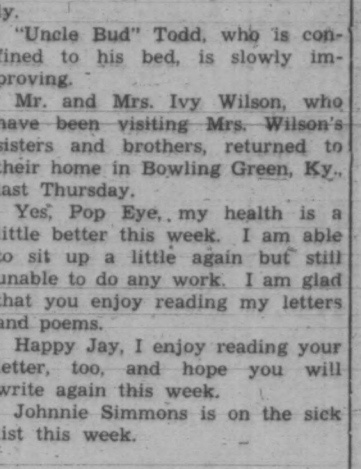 ly.
"Uncle Bud" Todd, who is con-
fined to his bed, is slowly im-
proving.
Mr. and Mrs. Ivy Wilson, who
have been visiting Mrs. Wilson's
sisters and brothers, returned to
their home in Bowling Green, Ky.,
last Thursday.
Yes, Pop Eye, my health is a
little better this week. I am able
to sit up a little again but still
unable to do any work. I am glad
that you enjoy reading my letters
and poems.
Happy Jay, I enjoy reading your
letter, too, and hope you will
write again this week.
Johnnie Simmons is on the sick
list this week.